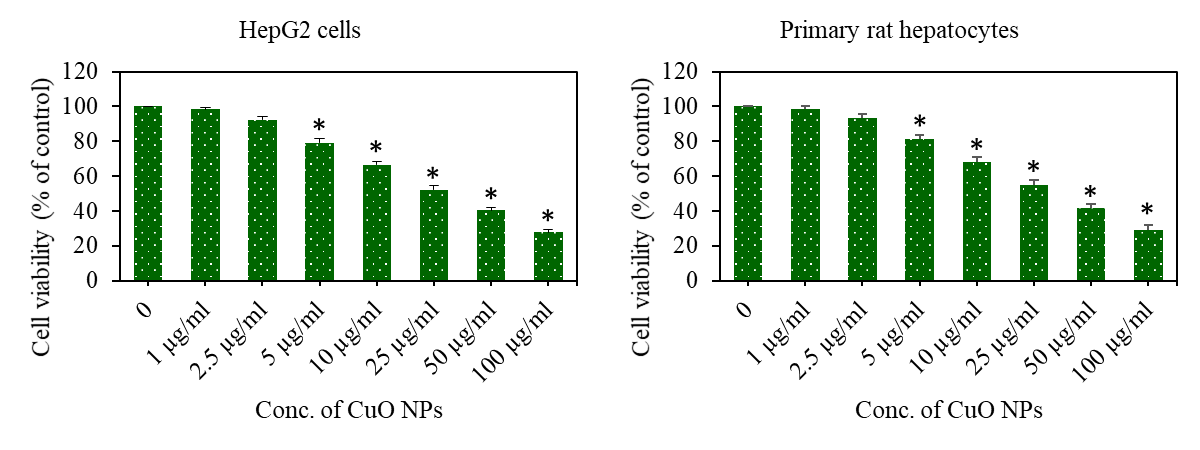 HepG2 cells
Cell viability (% of control)
120
100
80
60
40
20
0
* * * * *
0
1 µg/ml
2.5 µg/ml
5 µg/ml
10 µg/ml
25 µg/ml
50 µg/ml
100 µg/ml
Conc. of CuO NPs
Primary rat hepatocytes
Cell viability (% of control)
120
100
80
60
40
20
0
* * * * *
0
1 µg/ml
2.5 µg/ml
5 µg/ml
10 µg/ml
25 µg/ml
50 µg/ml
100 µg/ml
Conc. of CuO NPs